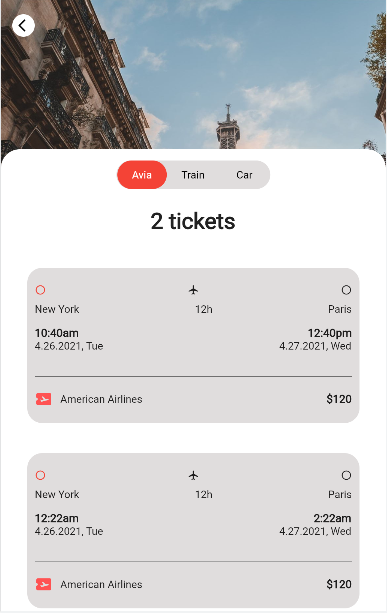 Avia Train Car
2 tickets
New York 12h Paris
10:40am 12:40pm
4.26.2021, Tue 4.27.2021, Wed
American Airlines $120
New York 12h Paris
12:22am 2:22am
4.26.2021, Tue 4.27.2021, Wed
American Airlines $120